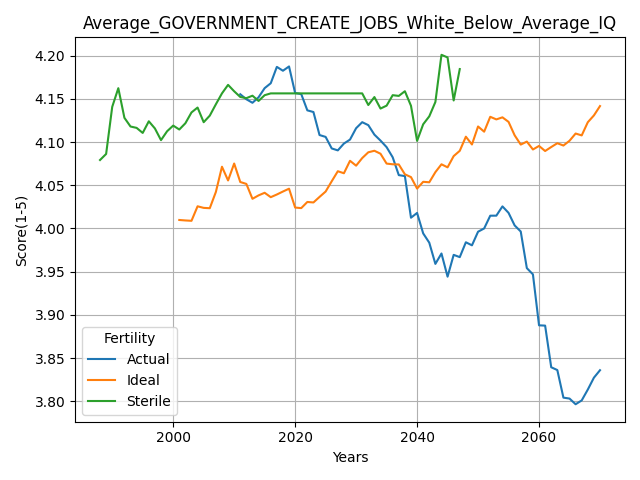 Average_GOVERNMENT_CREATE_JOBS_White_Below_Average_IQ
4.20
4.15
4.10
4.05
4.00
3.95
3.90
3.85
3.80
Score(1-5)
Fertility
Actual
Ideal
Sterile
2000
2020
2040
2060
Years